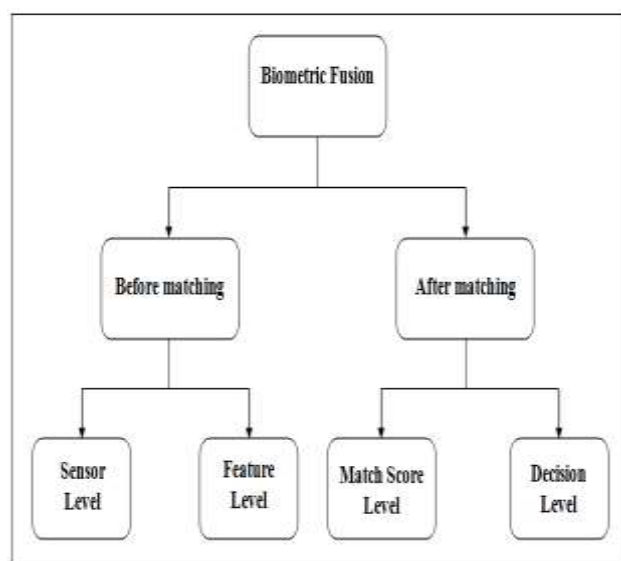 Biometric Fusion
Before matching
After matching
Sensor
Level
Feature
Level
Match Score
Level
Decision
Level